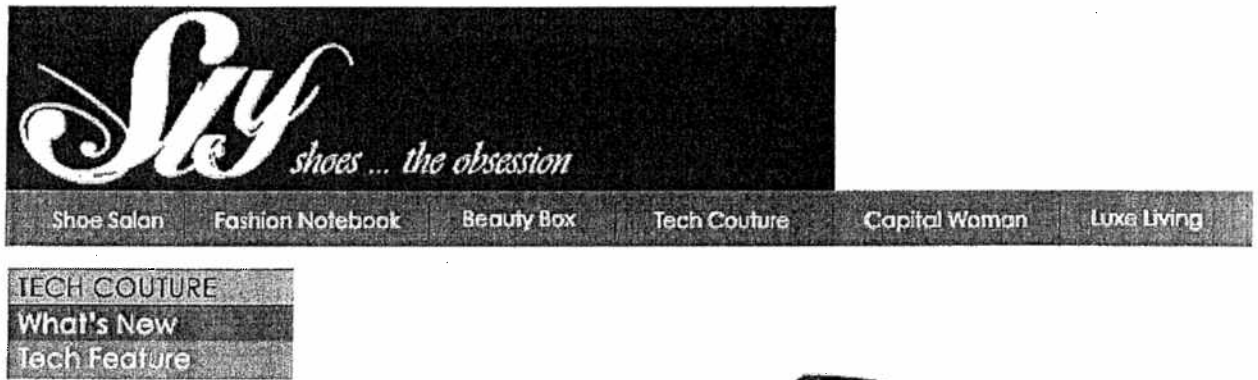 Sly
shoes ... the obsession
Shoe Salon Fashion Notebook Beauty Box Tech Couture Capital Woman Luxe Living
TECH COUTURE
What's New
Tech Feature